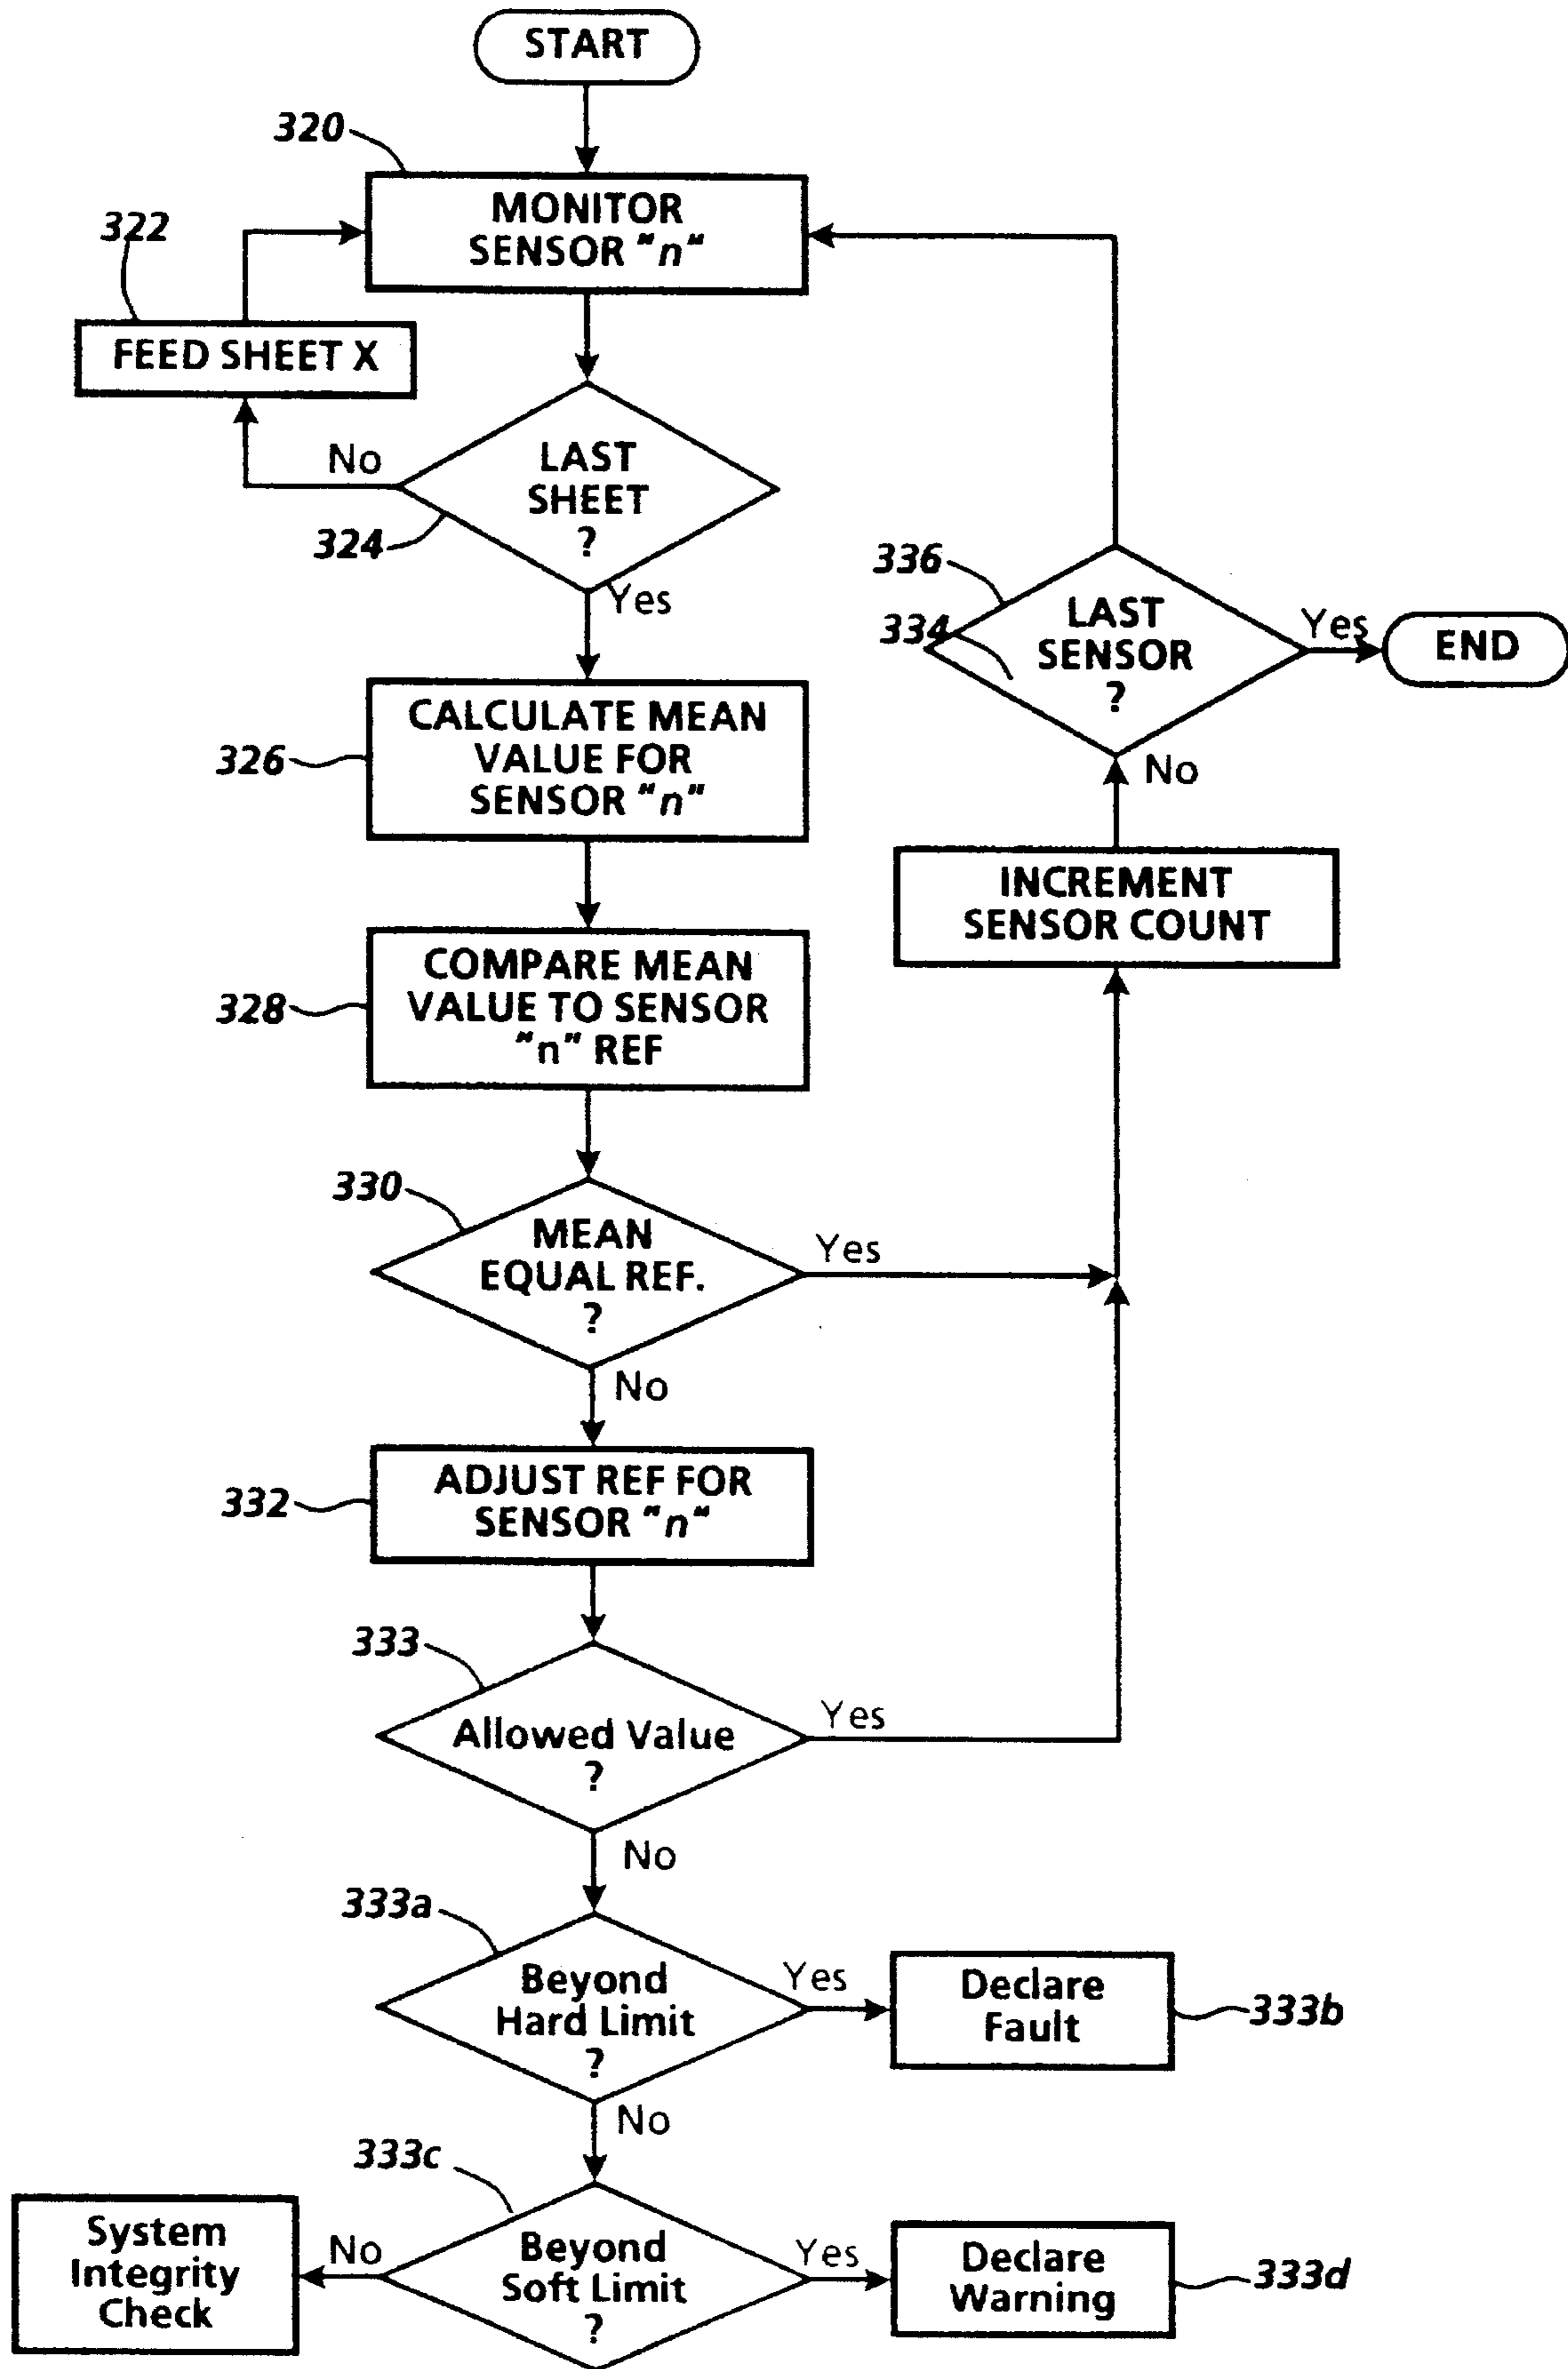 START
320
MONITOR
SENSOR "n"
322
FEED SHEET X
No
LAST
SHEET
?
324
Yes
336
334
LAST
SENSOR
?
Yes
END
No
326
CALCULATE MEAN
VALUE FOR
SENSOR "n"
INCREMENT
SENSOR COUNT
328
COMPARE MEAN
VALUE TO SENSOR
"n" REF
330
MEAN
EQUAL REF.
?
Yes
No
332
ADJUST REF FOR
SENSOR "n"
333
Allowed Value
?
Yes
No
333a
Beyond
Hard Limit
?
Yes
Declare
Fault
333b
No
333c
System
Integrity
Check
No
Beyond
Soft Limit
?
Yes
Declare
Warning
333d